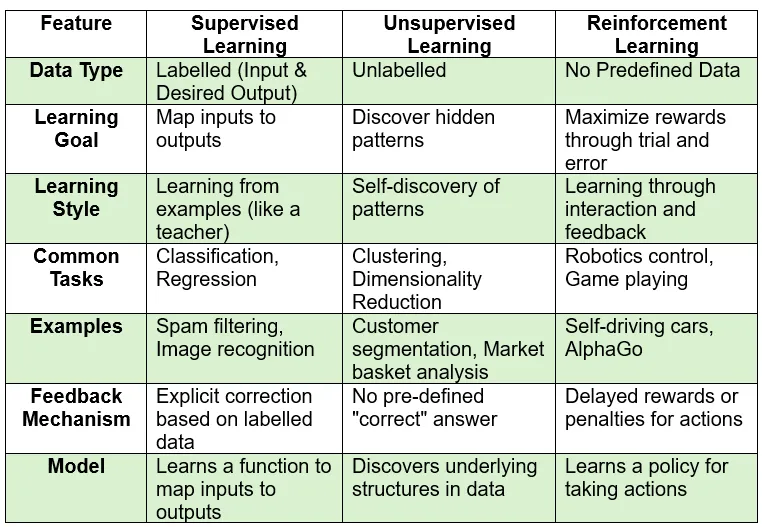 Feature
Supervised
Learning
Unsupervised
Learning
Reinforcement
Learning
Data Type
Labelled (Input &
Desired Output)
Unlabelled
No Predefined Data
Learning
Goal
Map inputs to
outputs
Discover hidden
patterns
Maximize rewards
through trial and
error
Learning
Style
Learning from
examples (like a
teacher)
Self-discovery of
patterns
Learning through
interaction and
feedback
Common
Tasks
Classification,
Regression
Clustering,
Dimensionality
Reduction
Robotics control,
Game playing
Examples
Spam filtering,
Image recognition
Customer
segmentation, Market
basket analysis
Self-driving cars,
AlphaGo
Feedback
Mechanism
Explicit correction
based on labelled
data
No pre-defined
"correct" answer
Delayed rewards or
penalties for actions
Model
Learns a function to
map inputs to
outputs
Discovers underlying
structures in data
Learns a policy for
taking actions